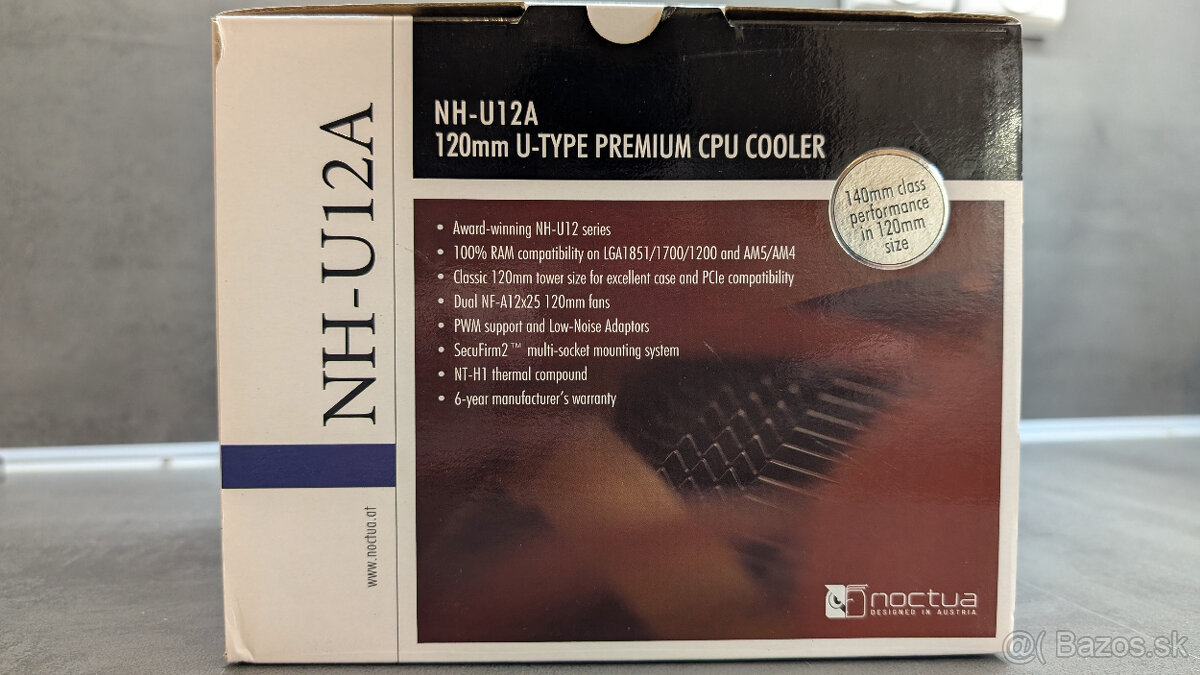 NH-U12A
www.noctua.at
NH-U12A
120mm U-TYPE PREMIUM CPU COOLER
140mm class
performance
in 120mm
size
• Award-winning NH-U12 series
• 100% RAM compatibility on LGA1851/1700/1200 and AM5/AM4
• Classic 120mm tower size for excellent case and PCIe compatibility
• Dual NF-A12x25 120mm fans
• PWM support and Low-Noise Adaptors
• SecuFirm2™ multi-socket mounting system
• NT-H1 thermal compound
• 6-year manufacturer's warranty
noctua
DESIGNED IN AUSTRIA
@( Bazos.sk